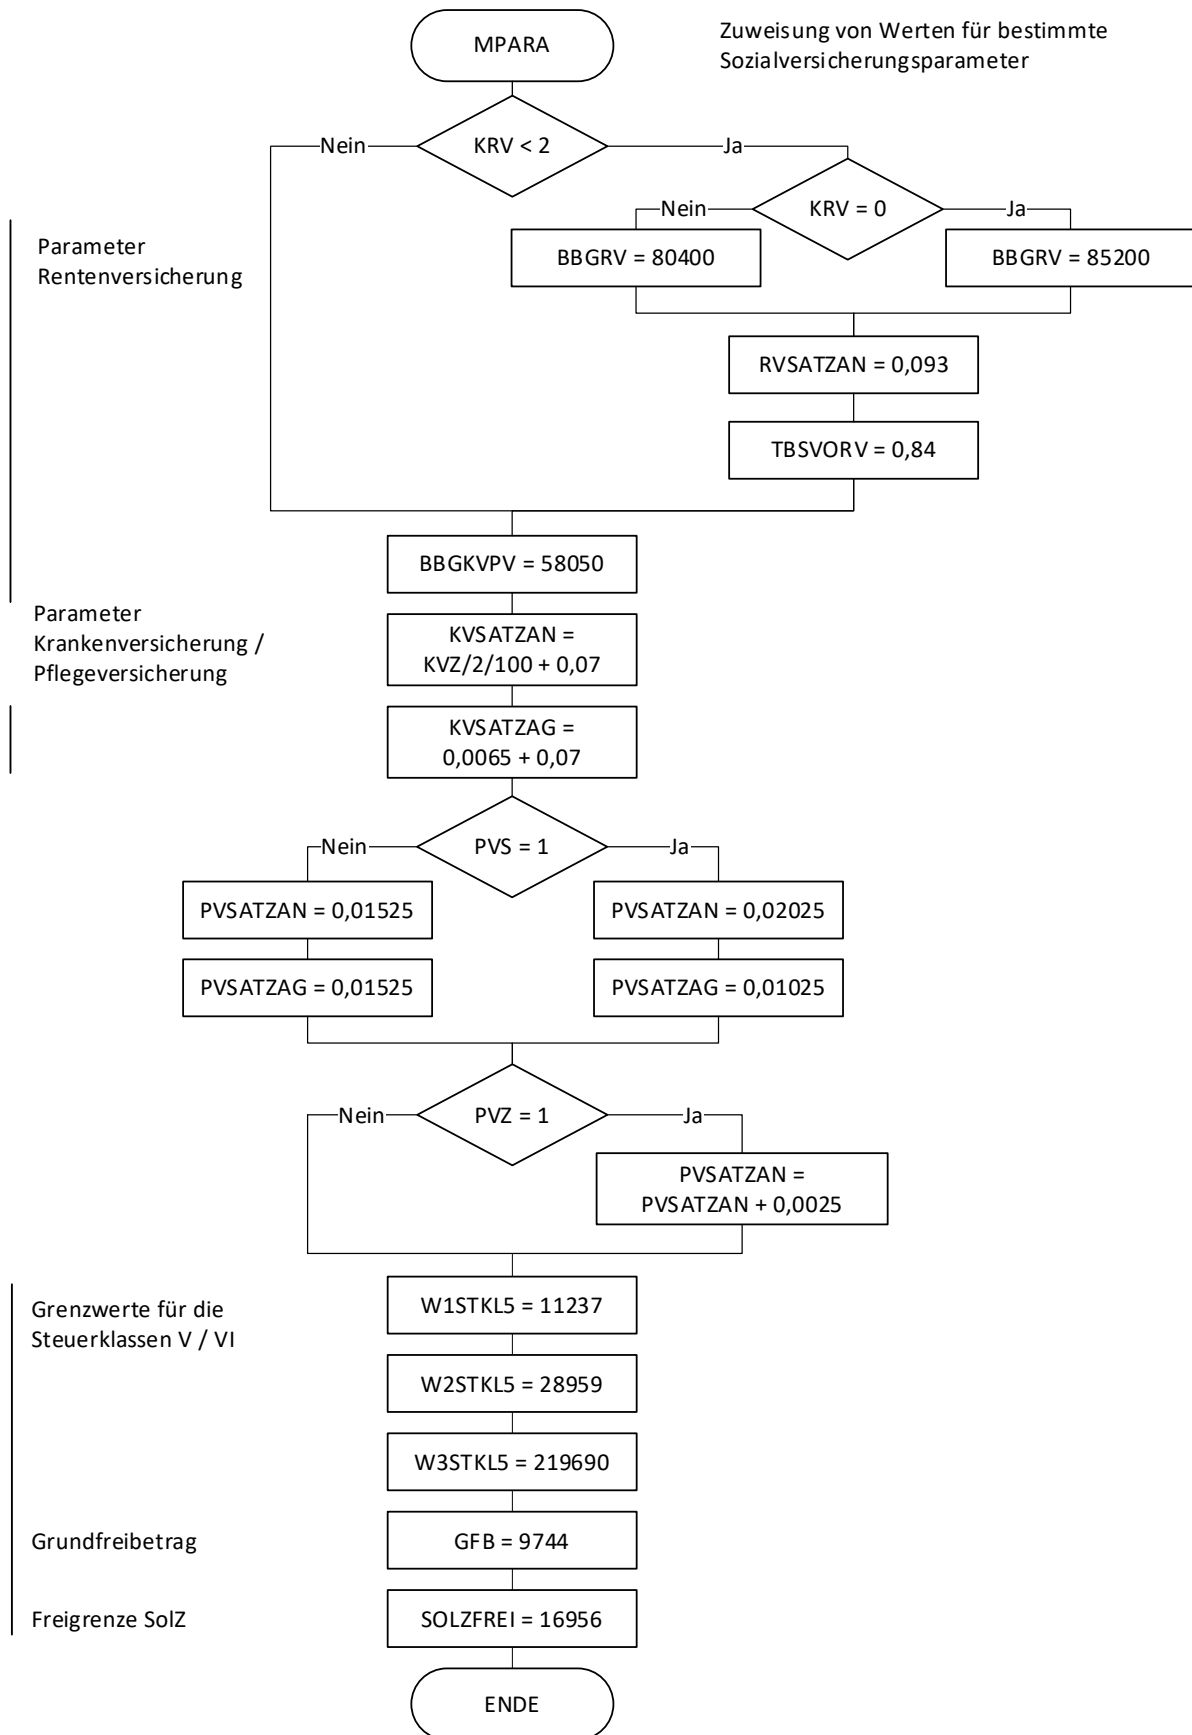 MPARA
Zuweisung von Werten für bestimmte
Sozialversicherungsparameter
KRV < 2
Nein
Ja
KRV = 0
Nein
Ja
Parameter
Rentenversicherung
BBGRV = 80400
BBGRV = 85200
RVSATZAN = 0,093
TBSVORV = 0,84
BBGKVPV = 58050
Parameter
Krankenversicherung /
Pflegeversicherung
KVSATZAN =
KVZ/2/100 + 0,07
KVSATZAG =
0,0065 + 0,07
PVS = 1
Nein
Ja
PVSATZAN = 0,01525
PVSATZAN = 0,02025
PVSATZAG = 0,01525
PVSATZAG = 0,01025
PVZ = 1
Nein
Ja
PVSATZAN =
PVSATZAN + 0,0025
Grenzwerte für die
Steuerklassen V / VI
W1STKL5 = 11237
W2STKL5 = 28959
W3STKL5 = 219690
Grundfreibetrag
GFB = 9744
Freigrenze SolZ
SOLZFREI = 16956
ENDE